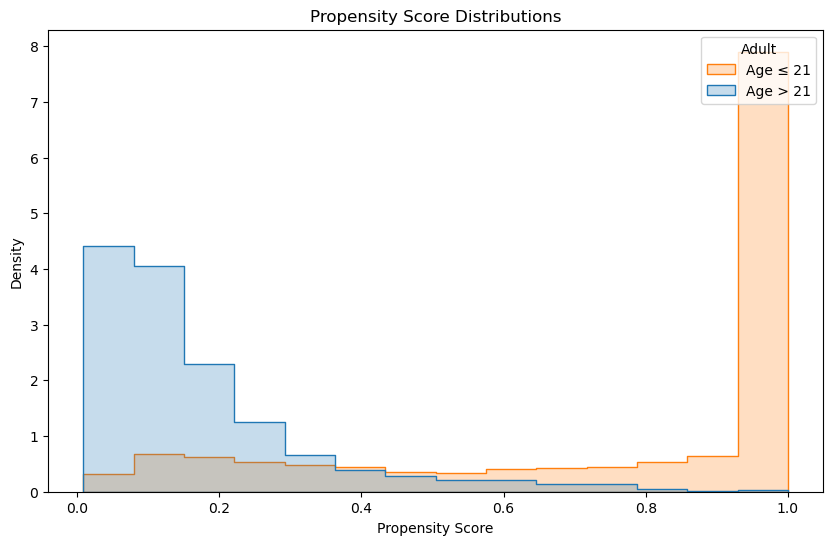 Propensity Score Distributions
Adult
Age ≤ 21
Age > 21
Density
8
7
6
5
4
3
2
1
0
0.0 0.2 0.4 0.6 0.8 1.0
Propensity Score